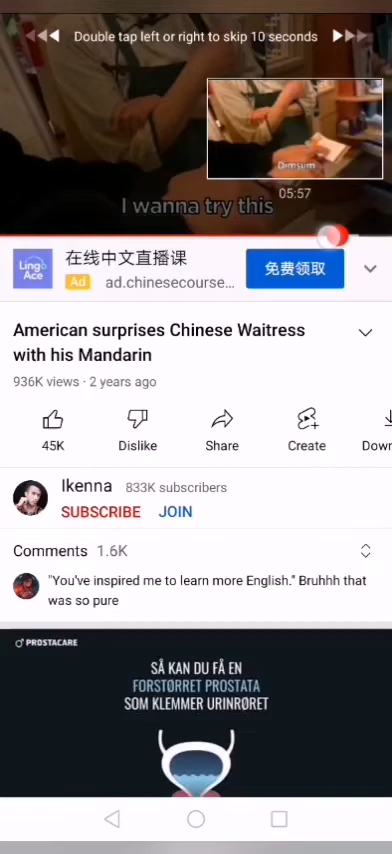 Double tap left or right to skip 10 seconds
Dimsum
05:57
I wanna try this
LingoAce
在线中文直播课
Ad ad.chinesecourse...
免费领取
American surprises Chinese Waitress
with his Mandarin
936K views · 2 years ago
45K Dislike Share Create Down
Ikenna 833K subscribers
SUBSCRIBE JOIN
Comments 1.6K
"You've inspired me to learn more English." Bruhhh that
was so pure
PROSTACARE
SÅ KAN DU FÅ EN
FORSTØRRET PROSTATA
SOM KLEMMER URINRØRET